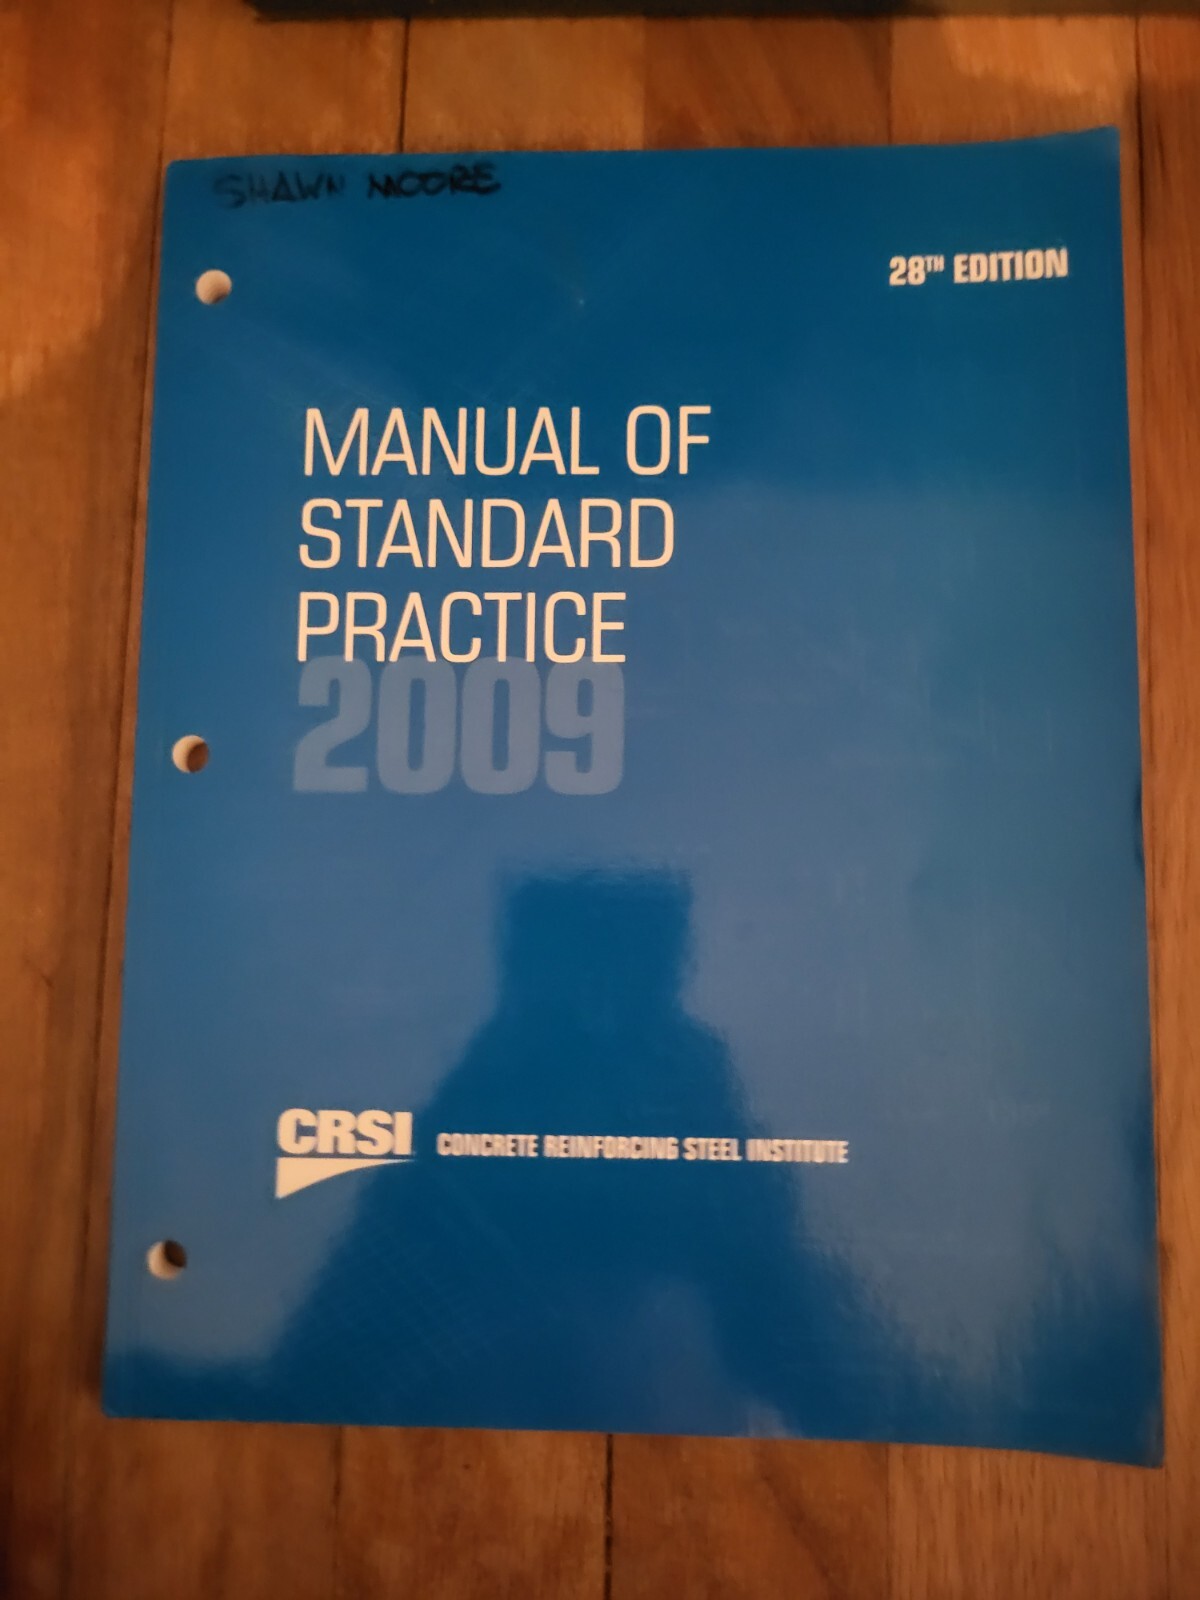 SHAWN MOORE
28TH EDITION
MANUAL OF
STANDARD
PRACTICE
2009
CRSI CONCRETE REINFORCING STEEL INSTITUTE